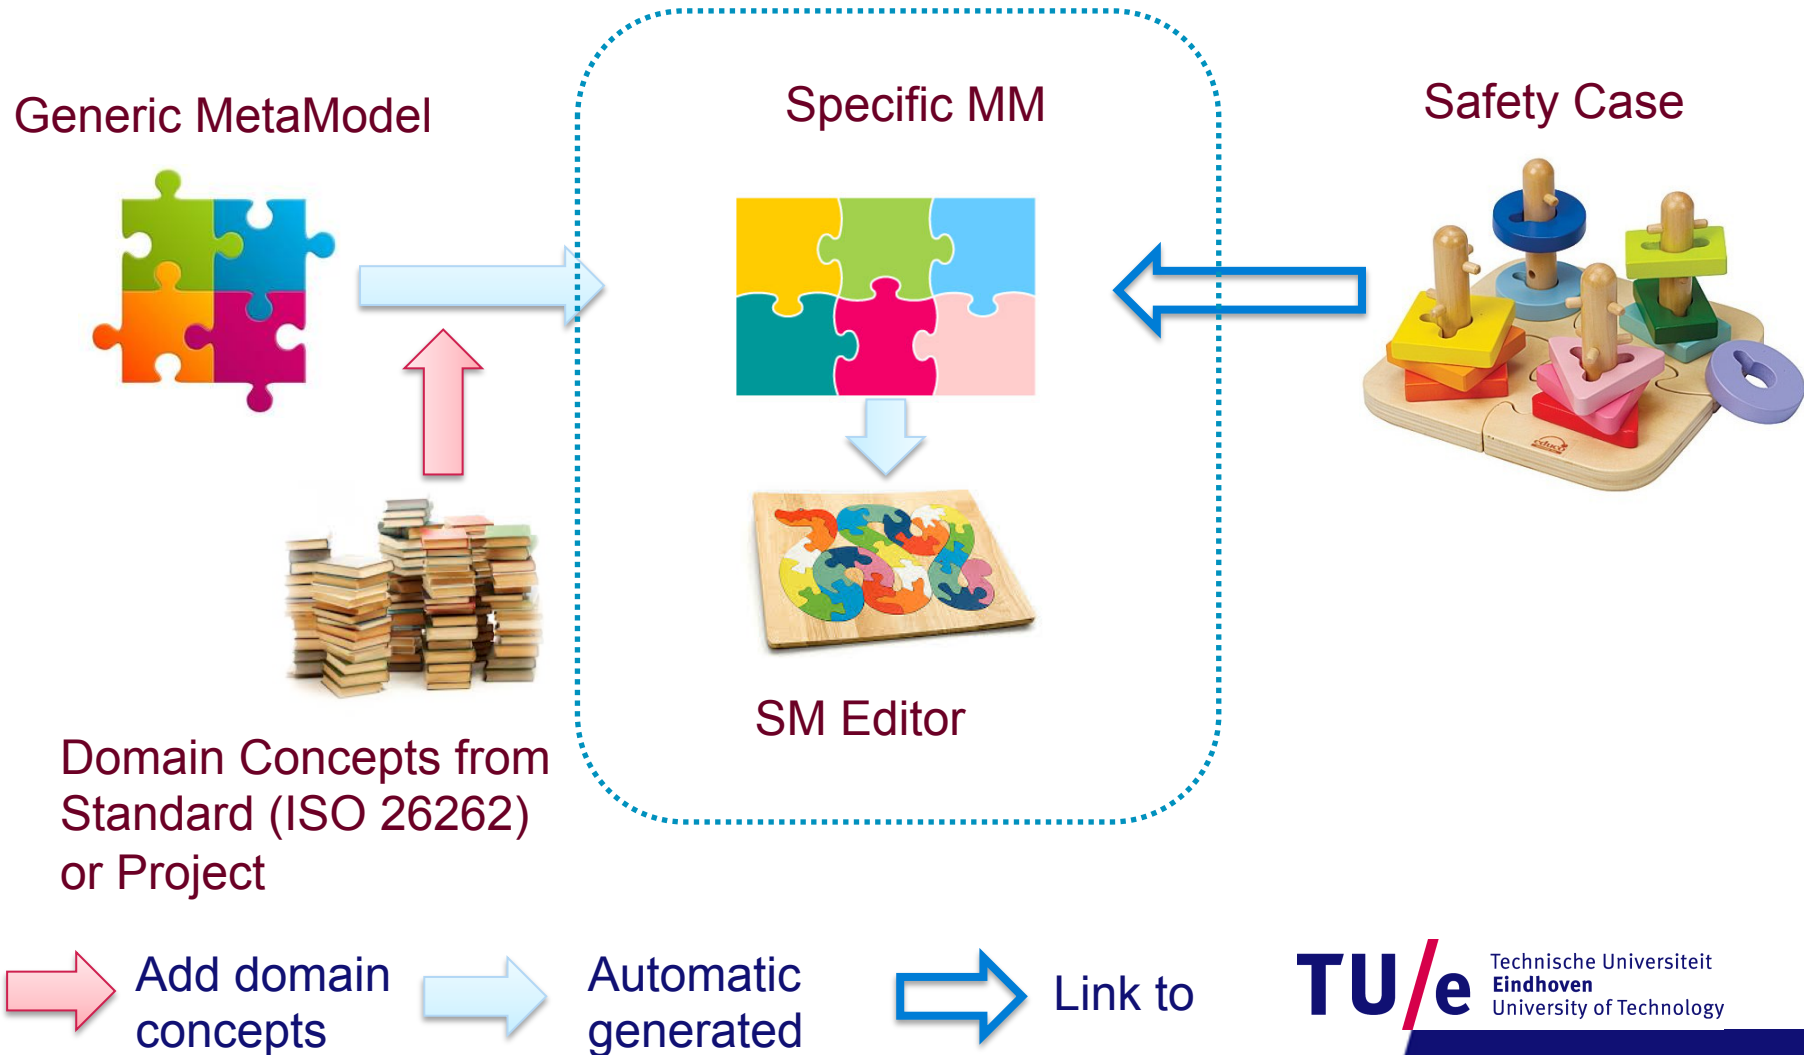 Generic MetaModel
Specific MM
Safety Case
educo
SM Editor
Domain Concepts from
Standard (ISO 26262)
or Project
Add domain
concepts
Automatic
generated
Link to
TU/e
Technische Universiteit
Eindhoven
University of Technology